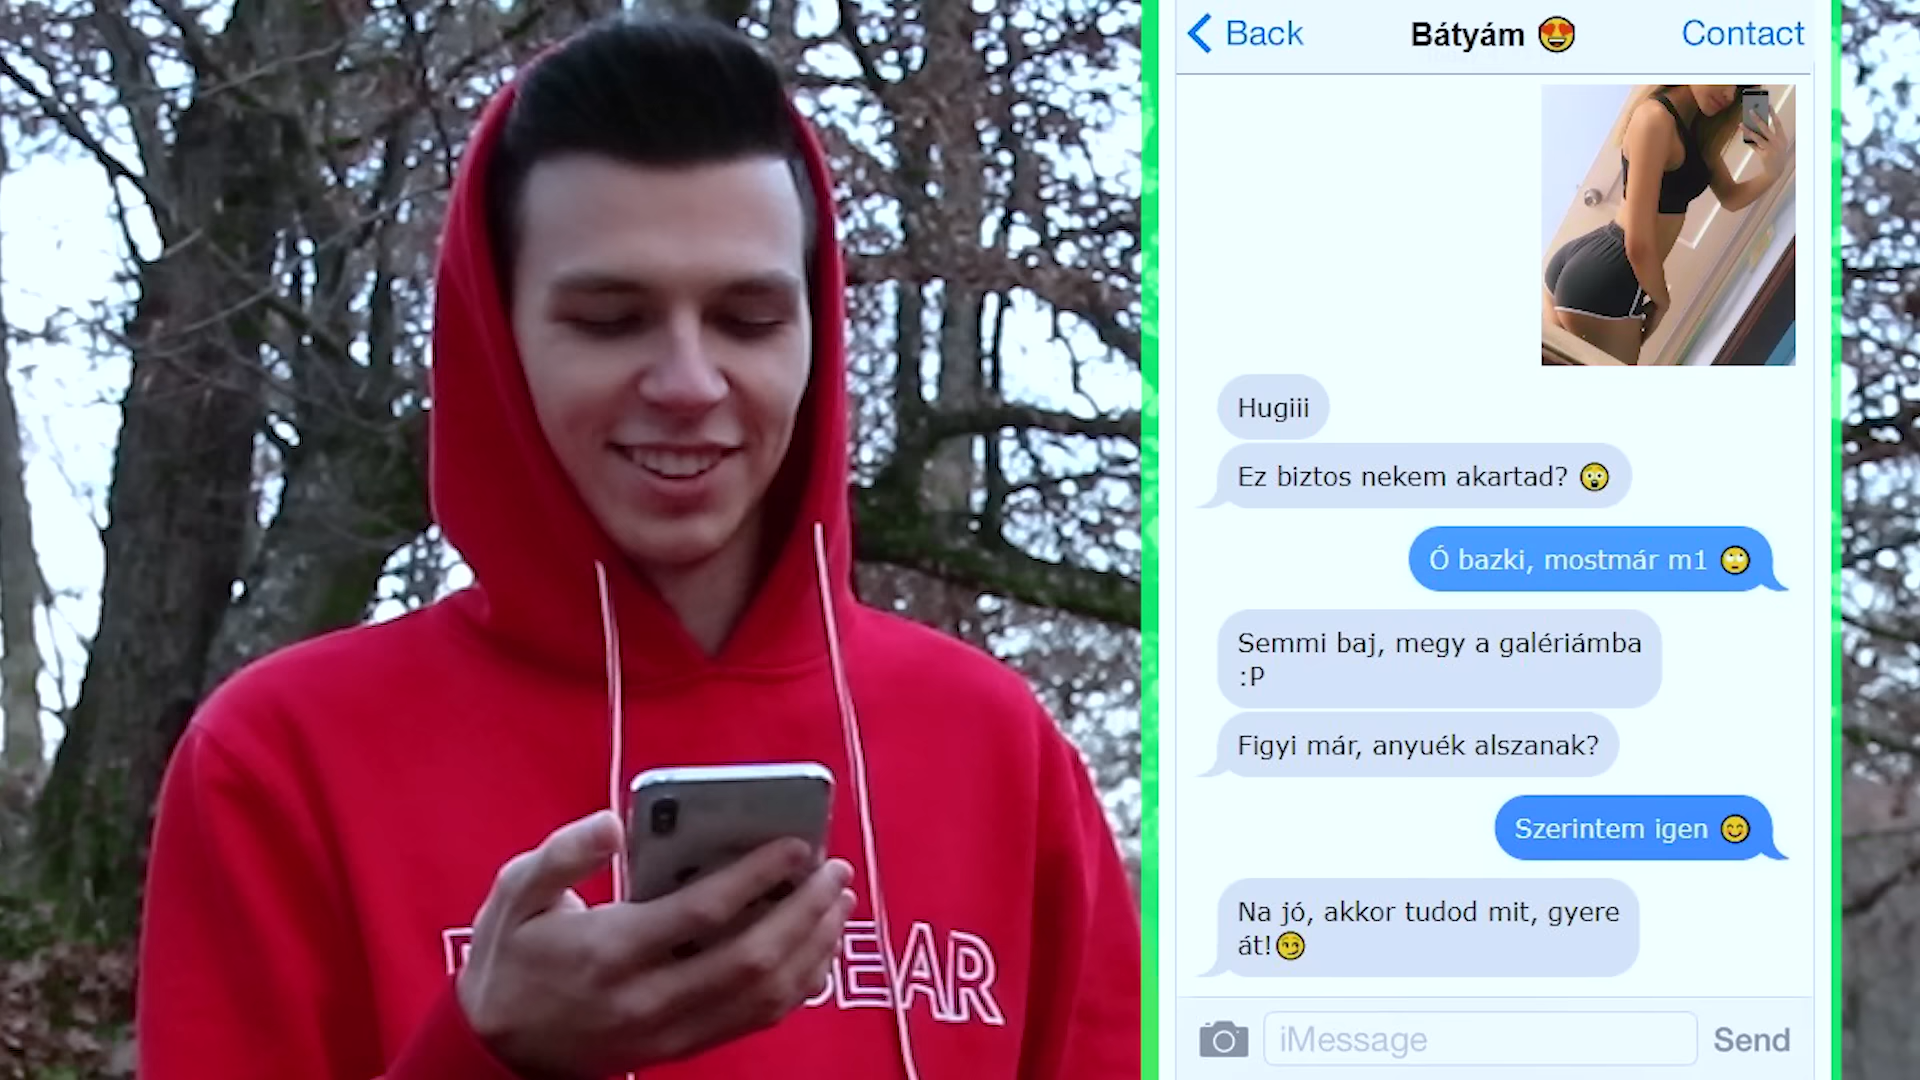 Back
Bátyám 😍
Contact
Hugiii
Ez biztos nekem akartad? 😲
Ó bazki, mostmár m1 🙄
Semmi baj, megy a galériámba
:P
Figyi már, anyuék alszanak?
Szerintem igen 😊
Na jó, akkor tudod mit, gyere
át!😏
iMessage
Send